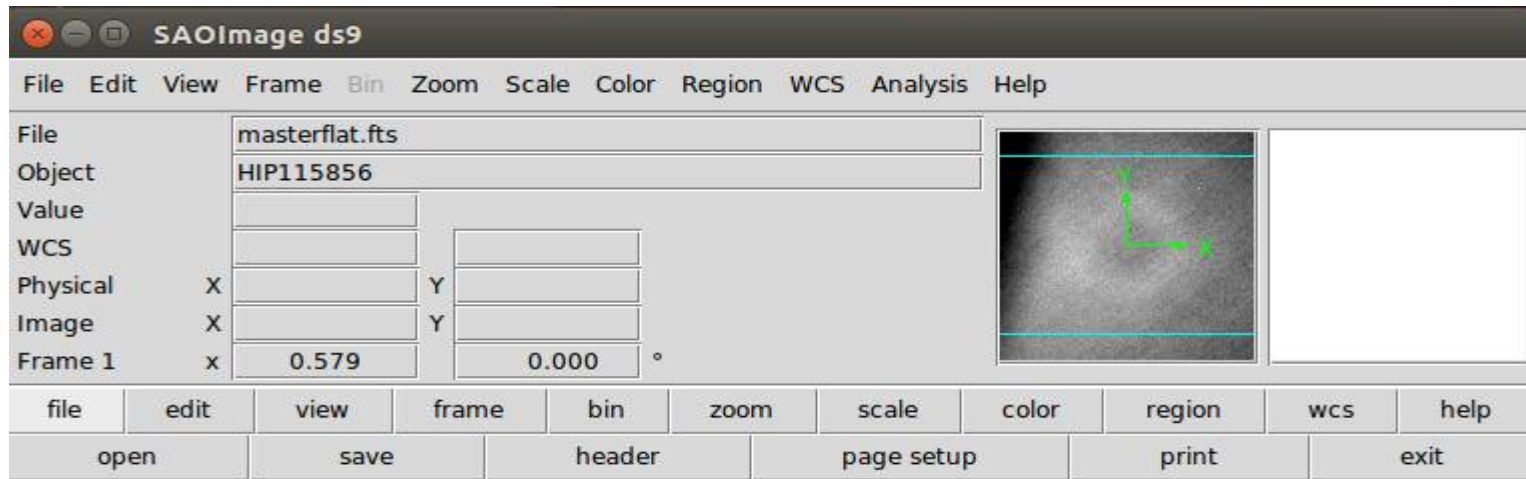 SAOImage ds9
File Edit View Frame Bin Zoom Scale Color Region WCS Analysis Help
File masterflat.fts
Object HIP115856
Value
WCS
Physical X Y
Image X Y
Frame 1 x 0.579 0.000 °
Y
X
file edit view frame bin zoom scale color region wcs help
open save header page setup print exit